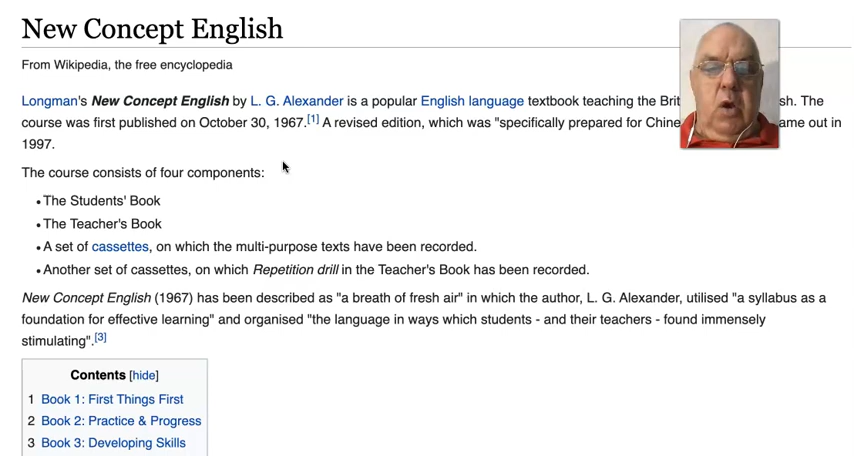 New Concept English
From Wikipedia, the free encyclopedia
Longman's New Concept English by L. G. Alexander is a popular English language textbook teaching the Brit sh. The
course was first published on October 30, 1967.[1] A revised edition, which was "specifically prepared for Chine ame out in
1997.
The course consists of four components:
• The Students' Book
• The Teacher's Book
• A set of cassettes, on which the multi-purpose texts have been recorded.
• Another set of cassettes, on which Repetition drill in the Teacher's Book has been recorded.
New Concept English (1967) has been described as "a breath of fresh air" in which the author, L. G. Alexander, utilised "a syllabus as a
foundation for effective learning" and organised "the language in ways which students - and their teachers - found immensely
stimulating".[3]
Contents [hide]
1 Book 1: First Things First
2 Book 2: Practice & Progress
3 Book 3: Developing Skills